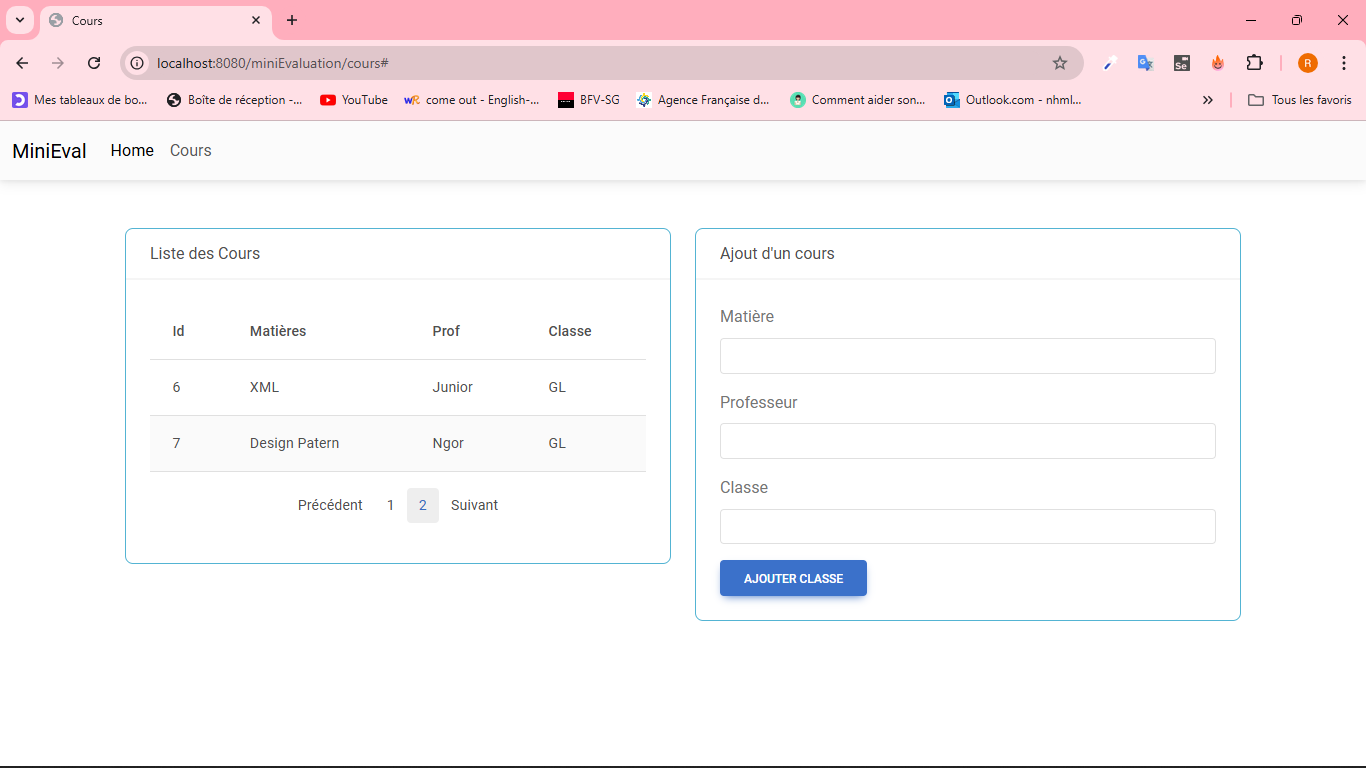 Cours
localhost:8080/miniEvaluation/cours#
Se
R
Mes tableaux de bo...
Boîte de réception -...
YouTube
wR come out - English-...
BFV-SG
Agence Française d...
Comment aider son...
Outlook.com - nhml...
»
Tous les favoris
MiniEval Home Cours
Liste des Cours
Id Matières Prof Classe
6 XML Junior GL
7 Design Patern Ngor GL
Précédent 1 2 Suivant
Ajout d'un cours
Matière
Professeur
Classe
AJOUTER CLASSE